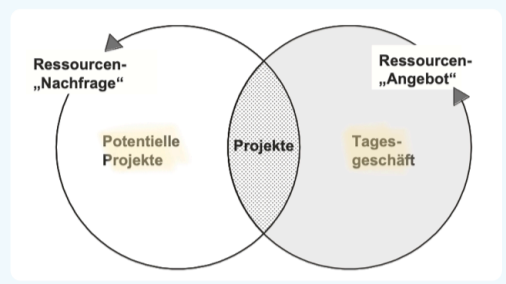 Ressourcen-
„Nachfrage“
Ressourcen-
„Angebot“
Potentielle
Projekte
Projekte
Tages-
geschäft